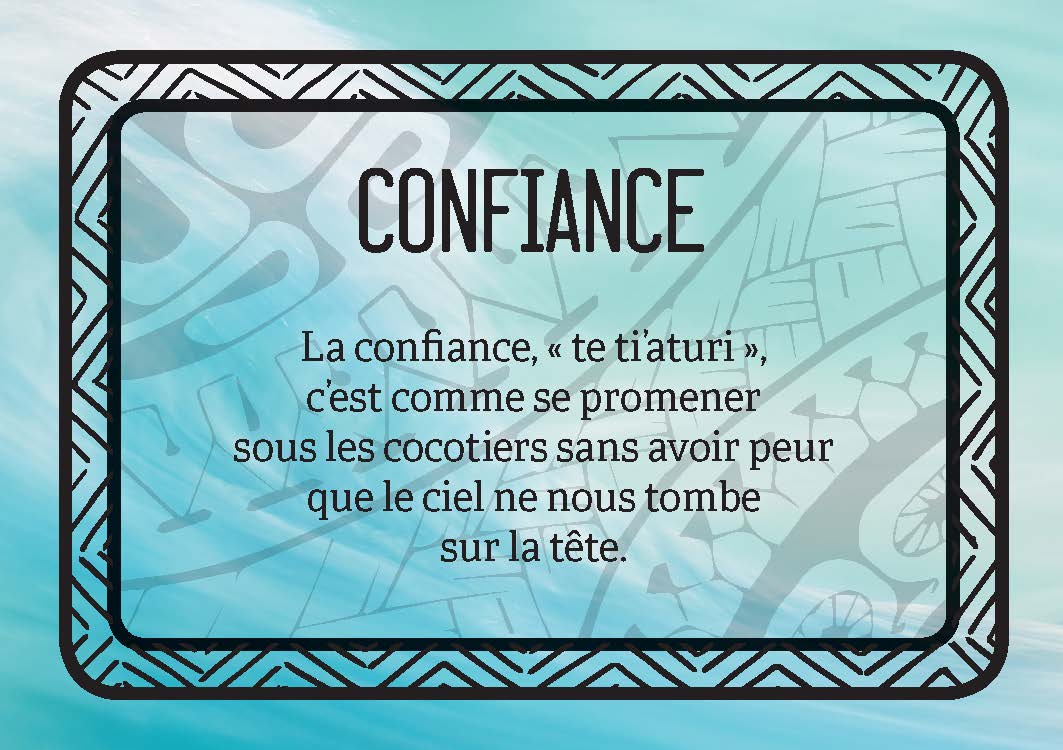 CONFIANCE
La confiance, « te ti’aturi »,
c’est comme se promener
sous les cocotiers sans avoir peur
que le ciel ne nous tombe
sur la tête.